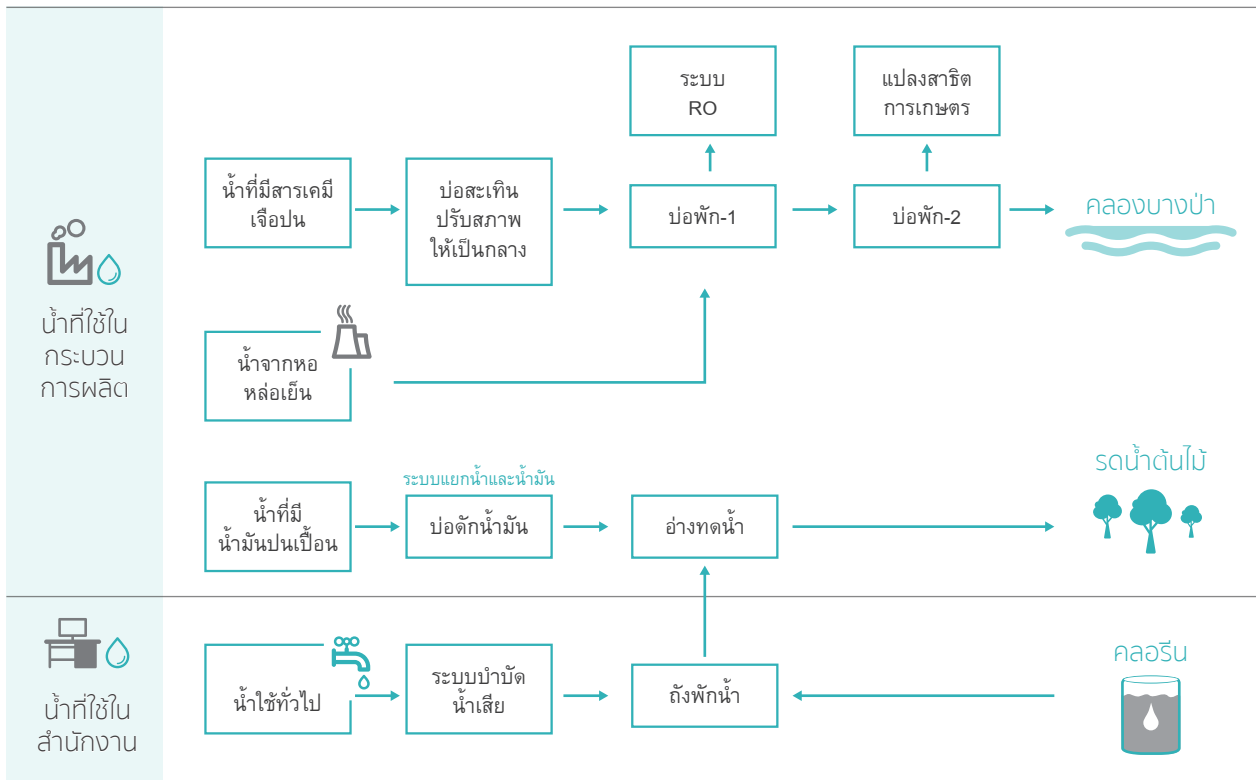 ระบบ
RO
แปลงสาธิต
การเกษตร
น้ำที่มีสารเคมี
เจือปน
บ่อสะเทิน
ปรับสภาพ
ให้เป็นกลาง
บ่อพัก-1
บ่อพัก-2
คลองบางป่า
น้ำที่ใช้ใน
กระบวน
การผลิต
น้ำจากหอ
หล่อเย็น
ระบบแยกน้ำและน้ำมัน
น้ำที่มี
น้ำมันปนเปื้อน
บ่อดักน้ำมัน
อ่างทดน้ำ
รดน้ำต้นไม้
น้ำที่ใช้ใน
สำนักงาน
น้ำใช้ทั่วไป
ระบบบำบัด
น้ำเสีย
ถังพักน้ำ
คลอรีน